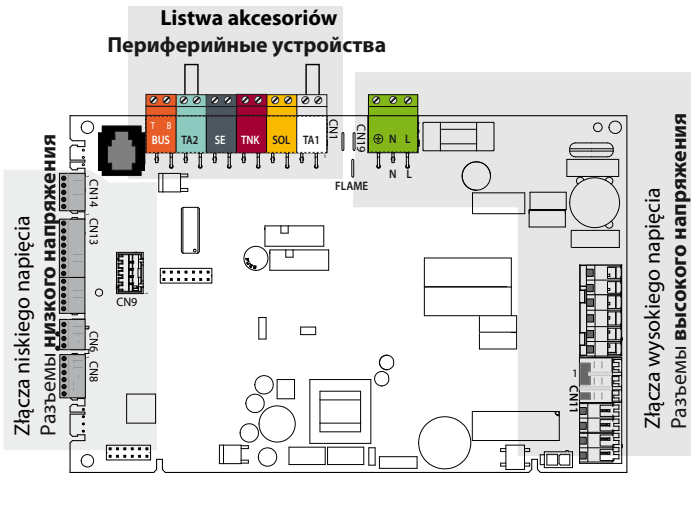 Listwa akcesoriów
Периферийные устройства
T B
BUS TA2 SE TNK SOL TA1
CN1
CN19
N L
N L
FLAME
CN14
CN13
CN9
CN6
CN8
1
CN11
Złącza niskiego napięcia
Разъемы низкого напряжения
Złącza wysokiego napięcia
Разъемы высокого напряжения